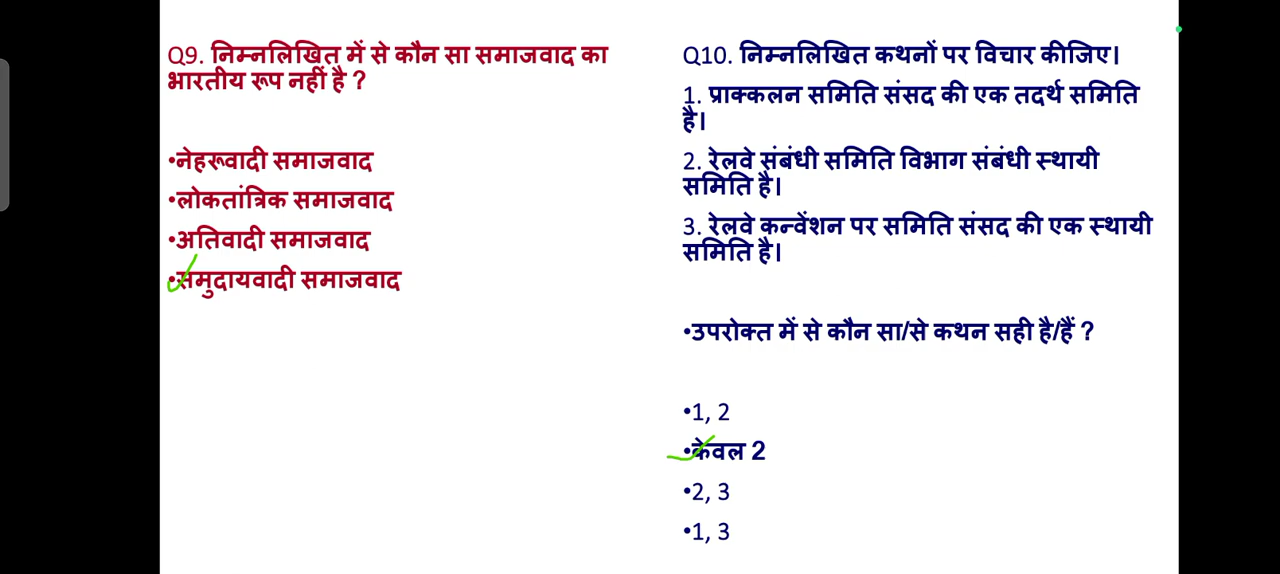 Q9. निम्नलिखित में से कौन सा समाजवाद का
भारतीय रूप नहीं है ?
•नेहरूवादी समाजवाद
•लोकतांत्रिक समाजवाद
•अतिवादी समाजवाद
•समुदायवादी समाजवाद
Q10. निम्नलिखित कथनों पर विचार कीजिए।
1. प्राक्कलन समिति संसद की एक तदर्थ समिति
है।
2. रेलवे संबंधी समिति विभाग संबंधी स्थायी
समिति है।
3. रेलवे कन्वेंशन पर समिति संसद की एक स्थायी
समिति है।
•उपरोक्त में से कौन सा/से कथन सही है/हैं ?
•1, 2
•केवल 2
•2, 3
•1, 3